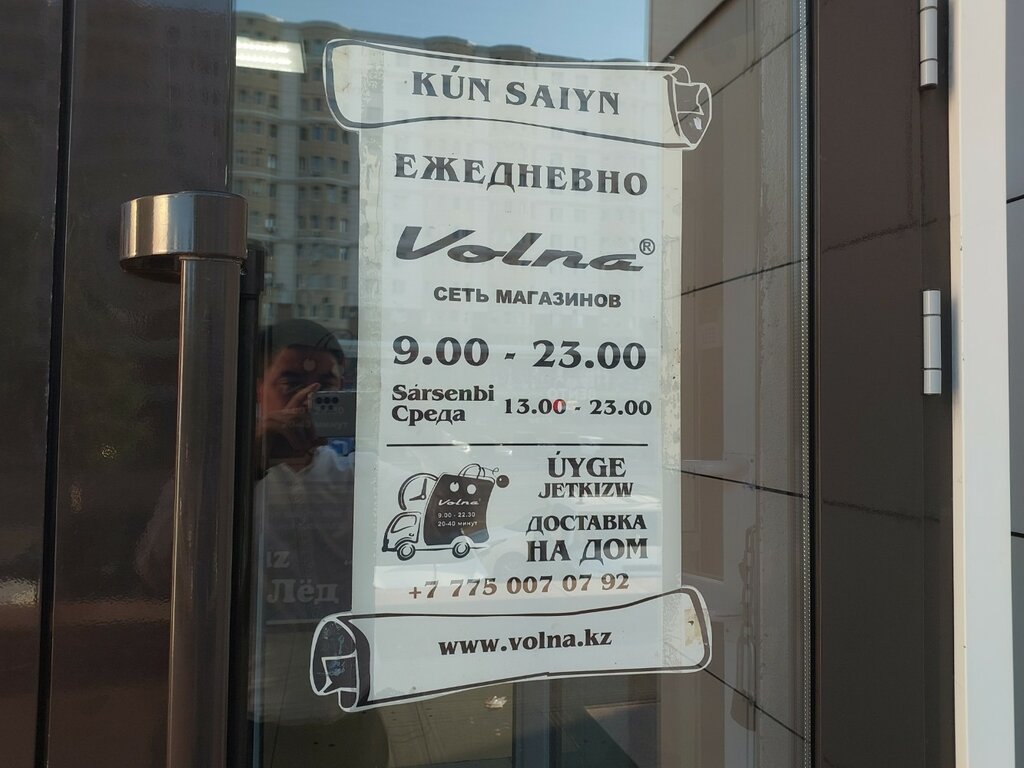 KÚN SAIYN
ЕЖЕДНЕВНО
Volna®
СЕТЬ МАГАЗИНОВ
9.00 - 23.00
Sársenbi
Среда
13.00 - 23.00
Volna
9.00 - 22.30
20-40 минут
ÚYGE
JETKIZW
ДОСТАВКА
НА ДОМ
+7 775 007 07 92
www.volna.kz
Лёд